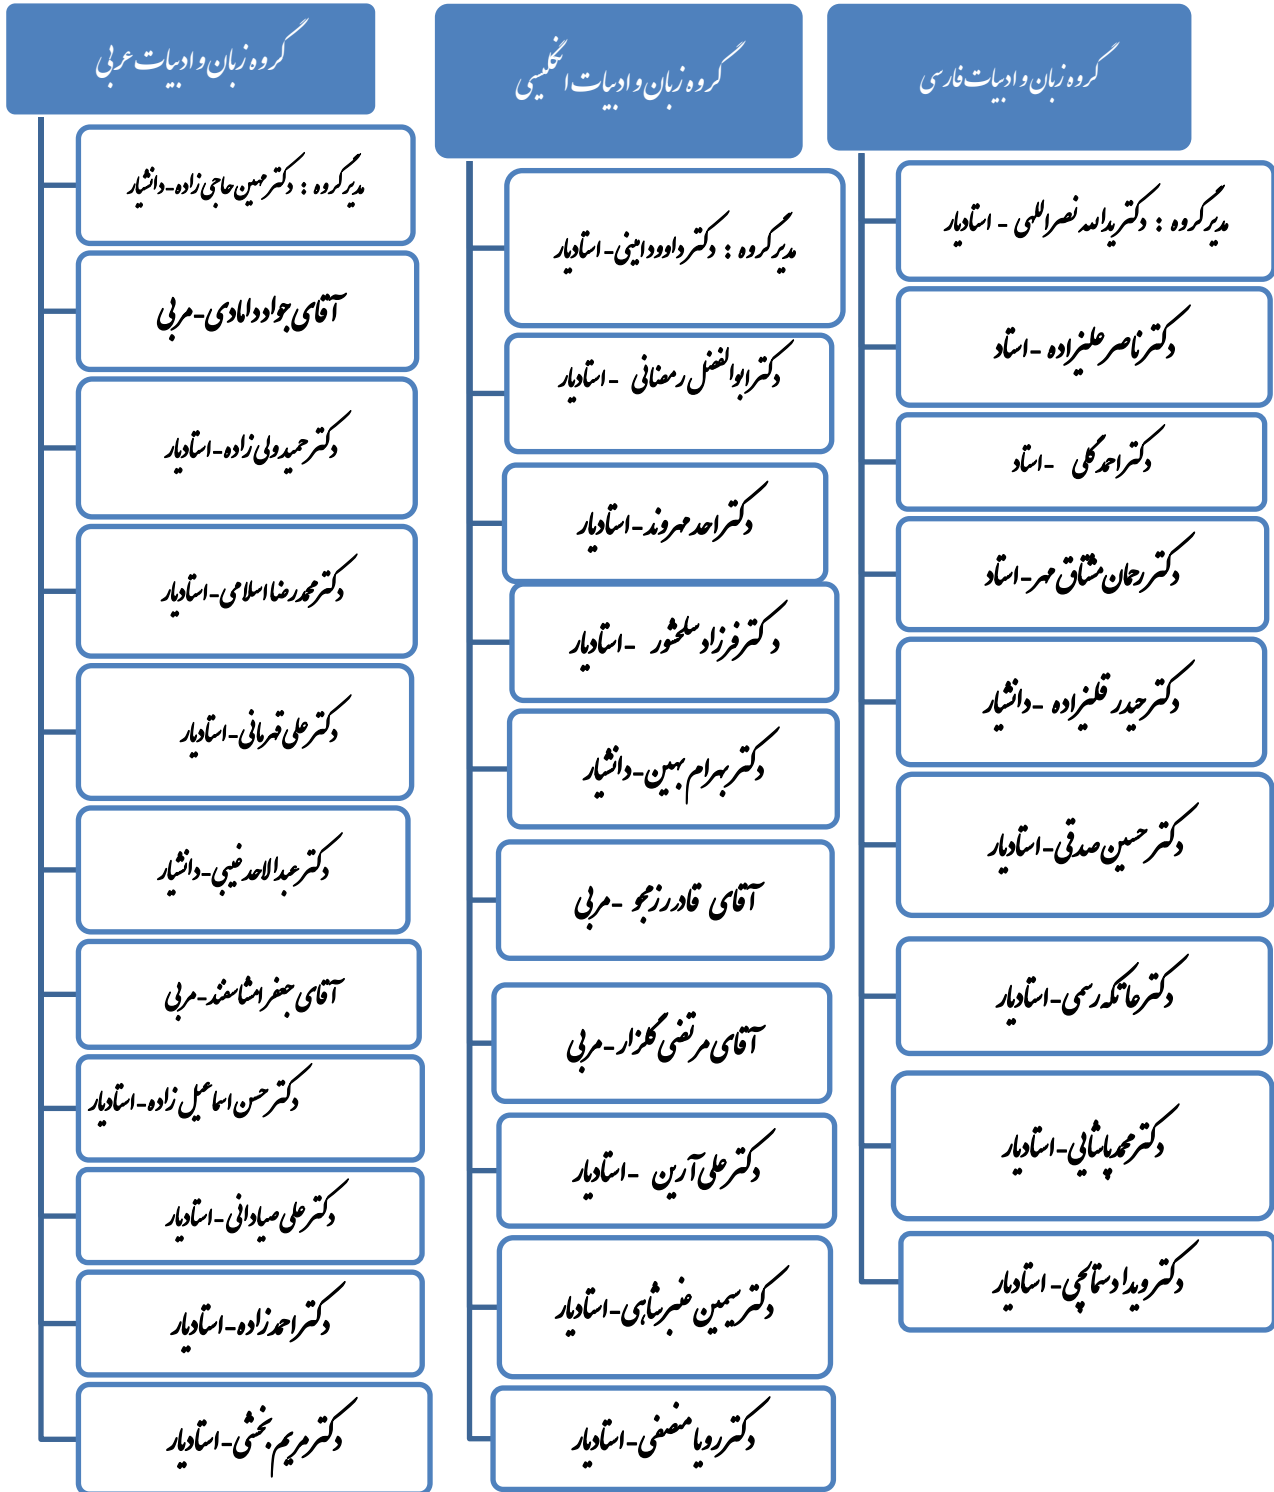 گروه زبان و ادبیات فارسی
مدیر گروه : دکتر یدالله نصراللهی - استادیار
دکتر ناصر علیزاده - استاد
دکتر احمد گلی - استاد
دکتر رحمان مشتاق مهر - استاد
دکتر حیدر قلیزاده - دانشیار
دکتر حسین صدقی - استادیار
دکتر عاتکه رسمی - استادیار
دکتر محمد پاشایی - استادیار
دکتر ویدا دستمالچی - استادیار
گروه زبان و ادبیات انگلیسی
مدیر گروه : دکتر داوود امینی - استادیار
دکتر ابوالفضل رمضانی - استادیار
دکتر احد مهروند - استادیار
دکتر فرزاد سلحشور - استادیار
دکتر بهرام بهین - دانشیار
آقای قادر رزمجو - مربی
آقای مرتضی گلزار - مربی
دکتر علی آرین - استادیار
دکتر سیمین عنبرشاهی - استادیار
دکتر رویا منصفی - استادیار
گروه زبان و ادبیات عربی
مدیر گروه : دکتر مهین حاجی زاده - دانشیار
آقای جواد دامادی - مربی
دکتر حمید ولی زاده - استادیار
دکتر محمدرضا اسلامی - استادیار
دکتر علی قهرمانی - استادیار
دکتر عبدالاحد غیبی - دانشیار
آقای جعفر امشاسفند - مربی
دکتر حسن اسماعیل زاده - استادیار
دکتر علی صیادانی - استادیار
دکتر احمدزاده - استادیار
دکتر مریم بخشی - استادیار